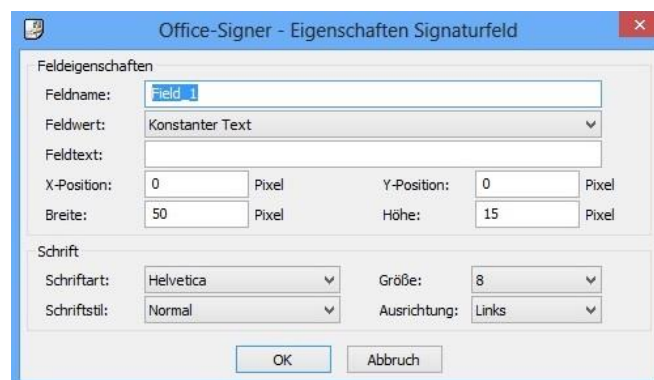 Office-Signer - Eigenschaften Signaturfeld
Feldeigenschaften
Feldname: Field_1
Feldwert: Konstanter Text
Feldtext:
X-Position: 0 Pixel Y-Position: 0 Pixel
Breite: 50 Pixel Höhe: 15 Pixel
Schrift
Schriftart: Helvetica Größe: 8
Schriftstil: Normal Ausrichtung: Links
OK Abbruch